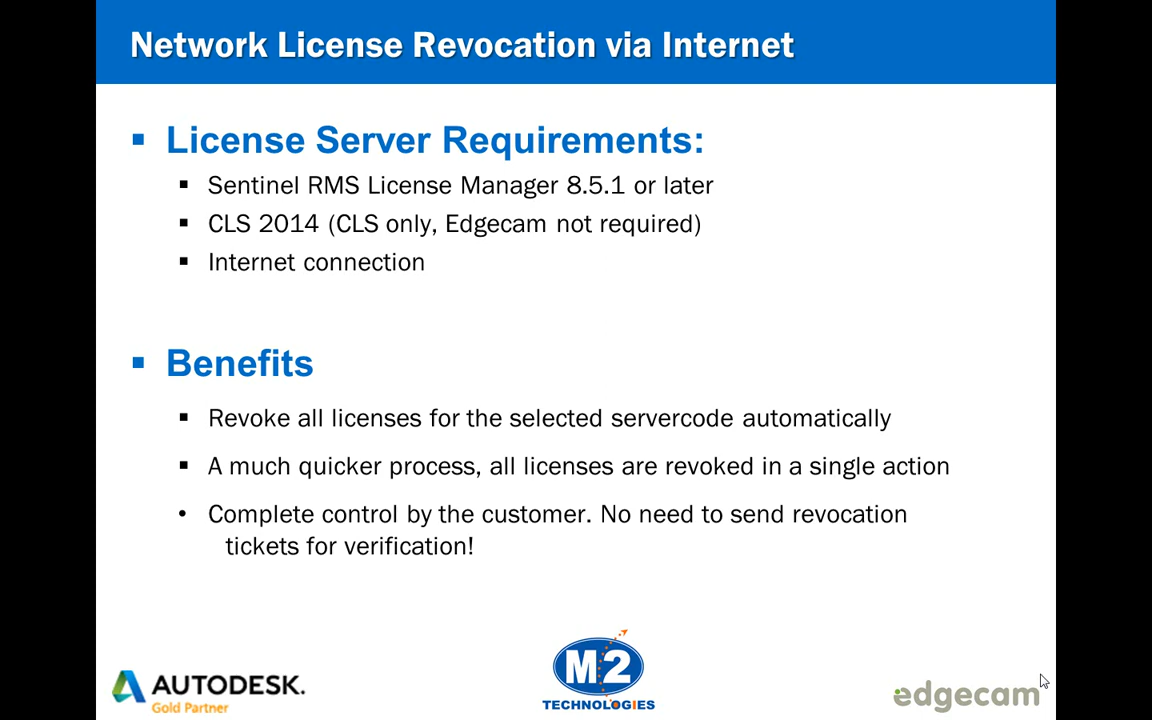 Network License Revocation via Internet
License Server Requirements:
Sentinel RMS License Manager 8.5.1 or later
CLS 2014 (CLS only, Edgecam not required)
Internet connection
Benefits
Revoke all licenses for the selected servercode automatically
A much quicker process, all licenses are revoked in a single action
Complete control by the customer. No need to send revocation
tickets for verification!
AUTODESK.
Gold Partner
M2
TECHNOLOGIES
edgecam